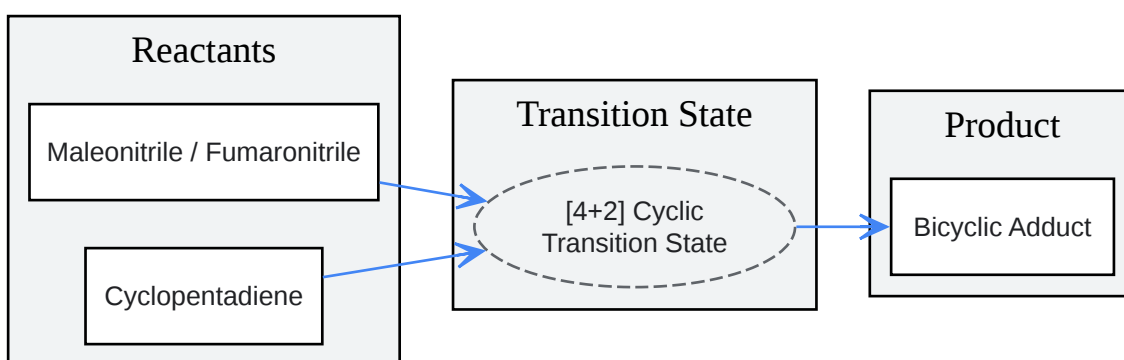 Reactants
Maleonitrile / Fumaronitrile
Cyclopentadiene
Transition State
[4+2] Cyclic
Transition State
Product
Bicyclic Adduct